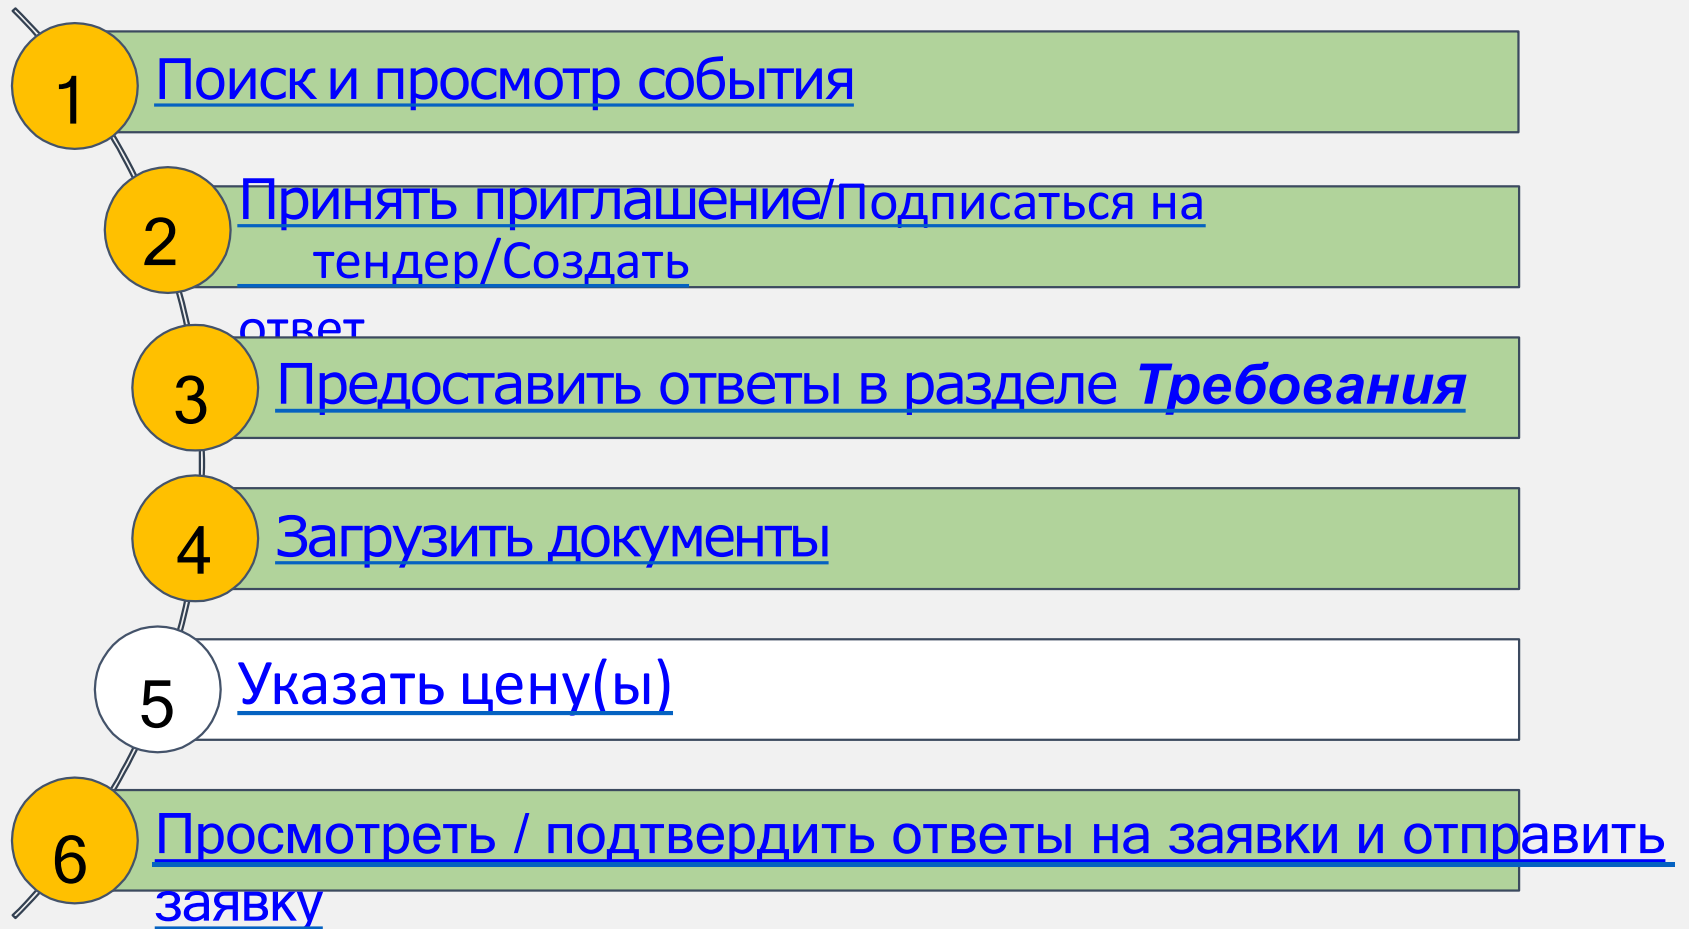 1
Поиск и просмотр события
2
Принять приглашение/Подписаться на
тендер/Создать
ответ
3
Предоставить ответы в разделе Требования
4
Загрузить документы
5
Указать цену(ы)
6
Просмотреть / подтвердить ответы на заявки и отправить
заявку